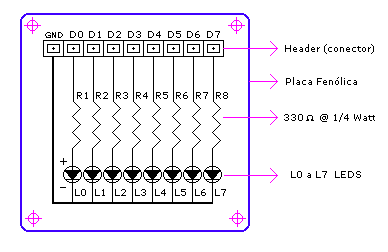 GND D0 D1 D2 D3 D4 D5 D6 D7
Header (conector)
Placa Fenólica
R1 R2 R3 R4 R5 R6 R7 R8
330Ω @ 1/4 Watt
+
L0 a L7 LEDS
−
L0 L1 L2 L3 L4 L5 L6 L7